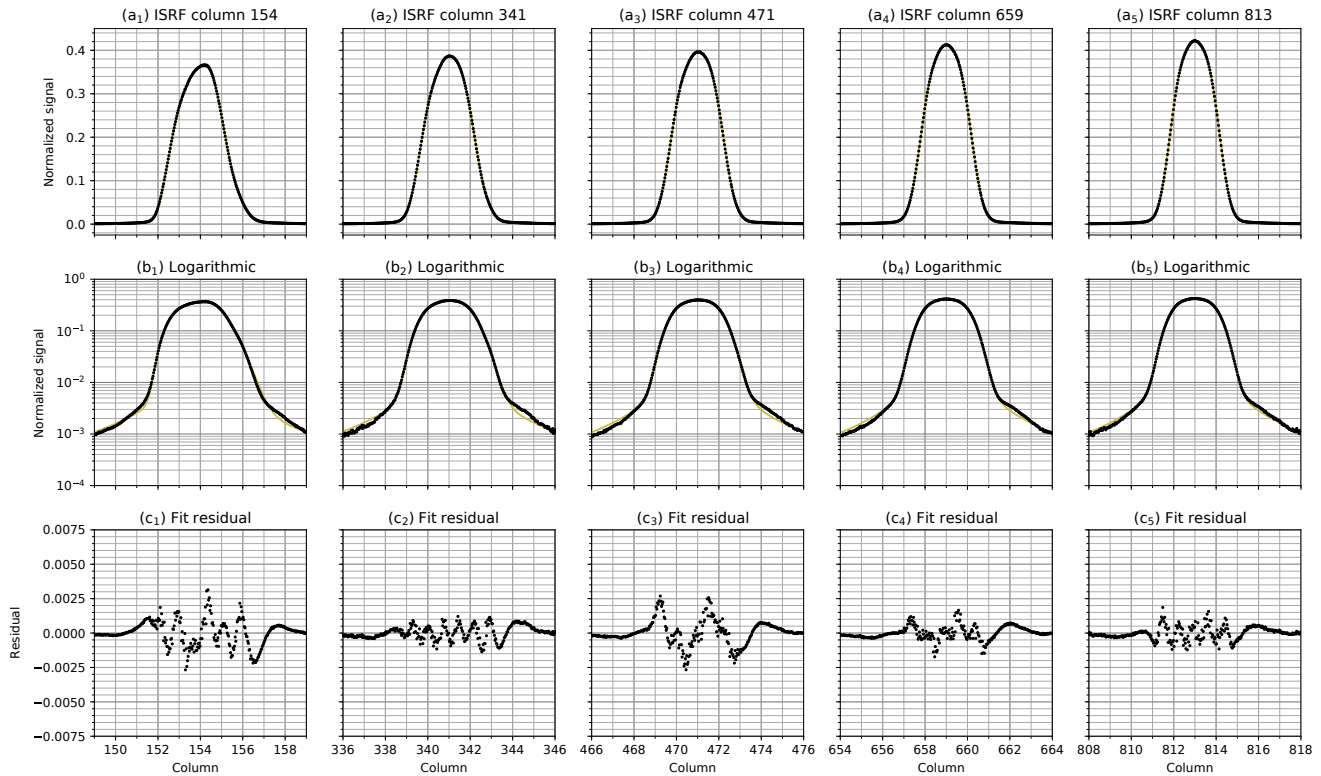 (a₁) ISRF column 154
(a₂) ISRF column 341
(a₃) ISRF column 471
(a₄) ISRF column 659
(a₅) ISRF column 813
Normalized signal
0.4
0.3
0.2
0.1
0.0
(b₁) Logarithmic
(b₂) Logarithmic
(b₃) Logarithmic
(b₄) Logarithmic
(b₅) Logarithmic
Normalized signal
10⁰
10⁻¹
10⁻²
10⁻³
10⁻⁴
(c₁) Fit residual
(c₂) Fit residual
(c₃) Fit residual
(c₄) Fit residual
(c₅) Fit residual
Residual
0.0075
0.0050
0.0025
0.0000
−0.0025
−0.0050
−0.0075
150 152 154 156 158
336 338 340 342 344 346
466 468 470 472 474 476
654 656 658 660 662 664
808 810 812 814 816 818
Column
Column
Column
Column
Column